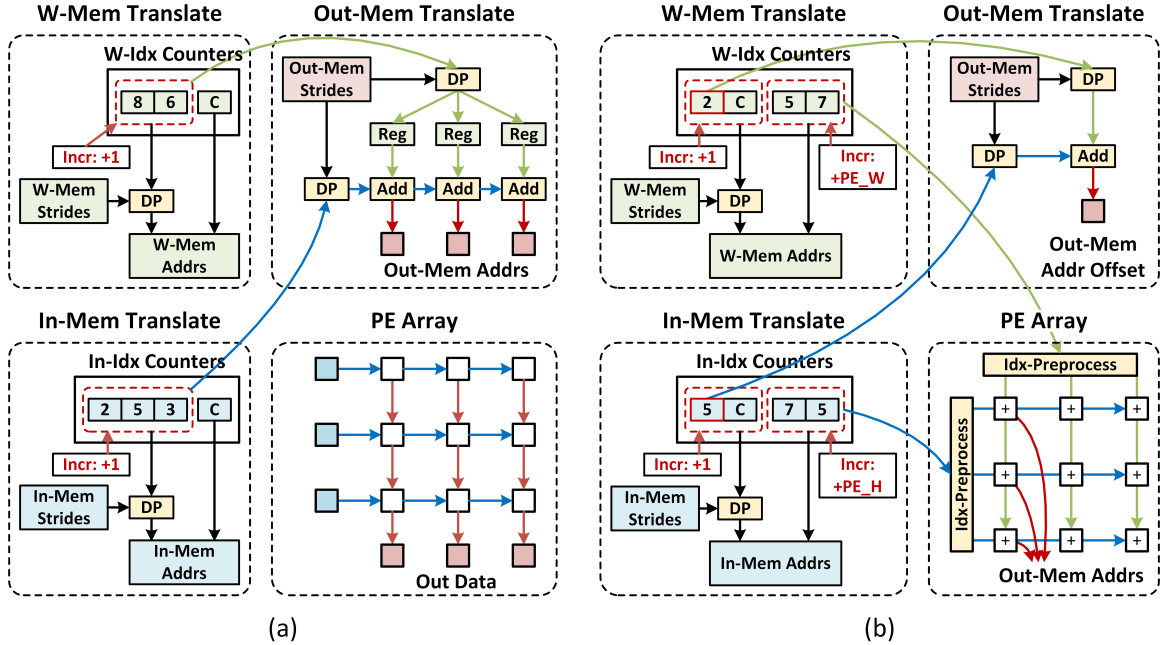 W-Mem Translate
Out-Mem Translate
W-Idx Counters
8 6 C
Incr: +1
W-Mem
Strides
DP
W-Mem
Addrs
Out-Mem
Strides
DP
Reg Reg Reg
DP Add Add Add
Out-Mem Addrs
In-Mem Translate
PE Array
In-Idx Counters
2 5 3 C
Incr: +1
In-Mem
Strides
DP
In-Mem
Addrs
Out Data
(a)
W-Mem Translate
Out-Mem Translate
W-Idx Counters
2 C 5 7
Incr: +1
Incr:
+PE_W
W-Mem
Strides
DP
W-Mem Addrs
Out-Mem
Strides
DP
DP Add
Out-Mem
Addr Offset
In-Mem Translate
PE Array
In-Idx Counters
5 C 7 5
Incr: +1
Incr:
+PE_H
In-Mem
Strides
DP
In-Mem Addrs
Idx-Preprocess
Idx-Preprocess
+ + +
+ + +
+ + +
Out-Mem Addrs
(b)